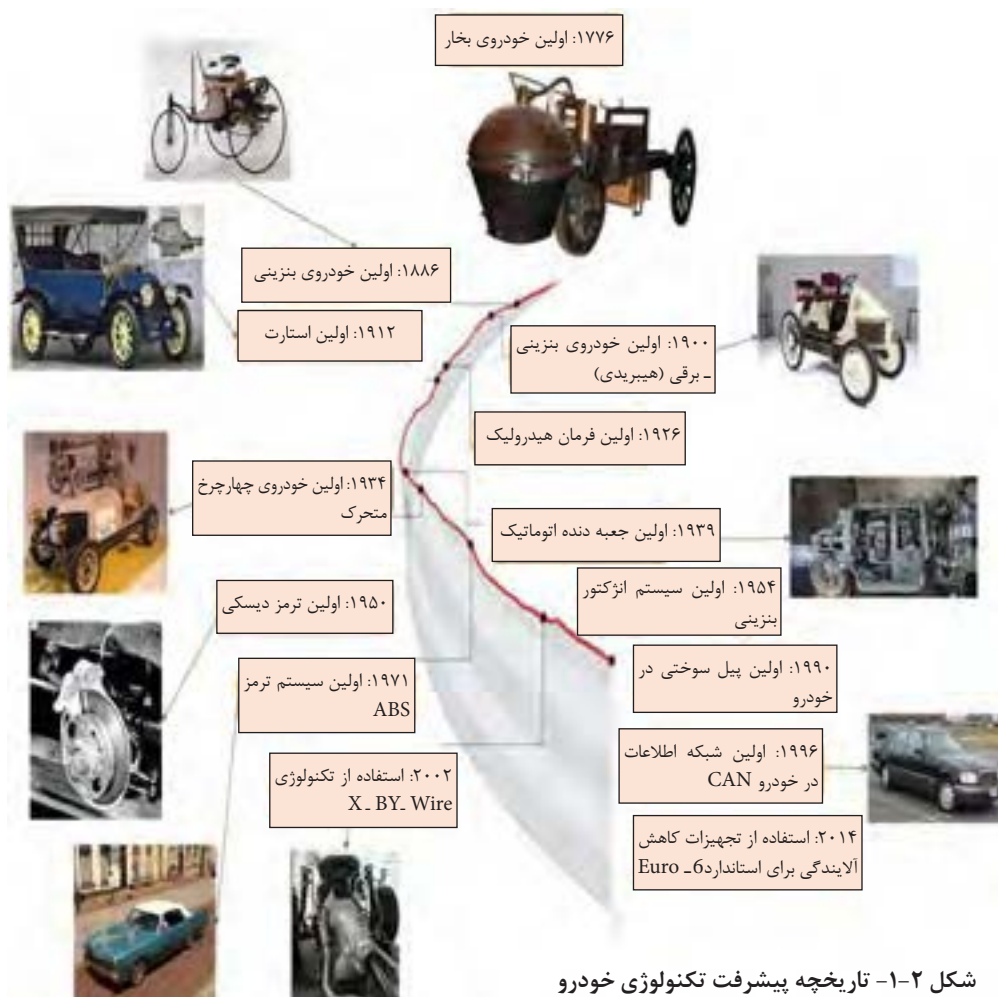 ۱۷۷۶: اولین خودروی بخار
۱۸۸۶: اولین خودروی بنزینی
۱۹۱۲: اولین استارت
۱۹۰۰: اولین خودروی بنزینی
ـ برقی (هیبریدی)
۱۹۲۶: اولین فرمان هیدرولیک
۱۹۳۴: اولین خودروی چهارچرخ
متحرک
۱۹۳۹: اولین جعبه دنده اتوماتیک
۱۹۵۰: اولین ترمز دیسکی
۱۹۵۴: اولین سیستم انژکتور
بنزینی
۱۹۷۱: اولین سیستم ترمز
ABS
۱۹۹۰: اولین پیل سوختی در
خودرو
۱۹۹۶: اولین شبکه اطلاعات
در خودرو CAN
۲۰۰۲: استفاده از تکنولوژی
X ـ BY ـ Wire
۲۰۱۴: استفاده از تجهیزات کاهش
آلایندگی برای استاندارد6ـ Euro
شکل ۲-۱- تاریخچه پیشرفت تکنولوژی خودرو